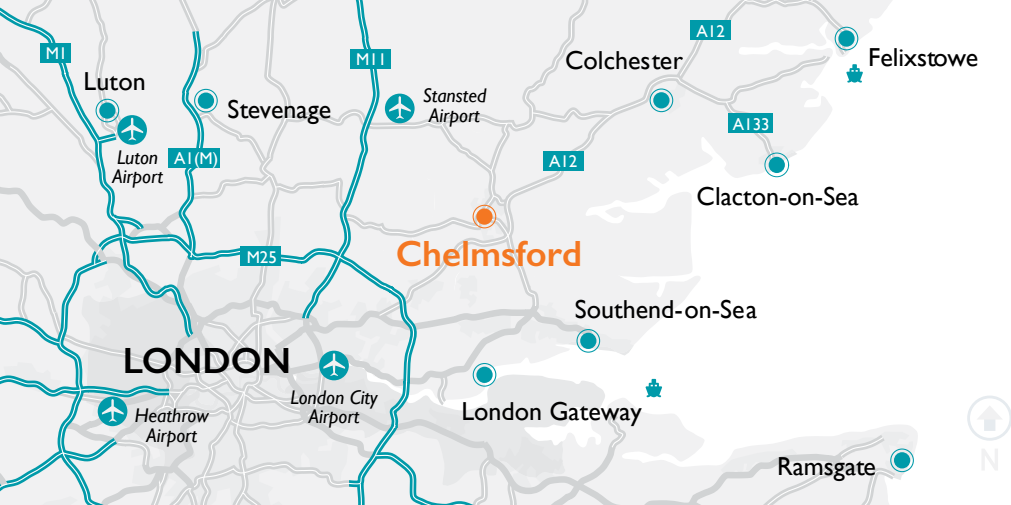 A12
M1
M11
Colchester
Felixstowe
Luton
Stansted
Airport
Stevenage
A133
Luton
Airport
A1(M)
A12
Clacton-on-Sea
Chelmsford
M25
Southend-on-Sea
LONDON
London City
Airport
Heathrow
Airport
London Gateway
Ramsgate
N